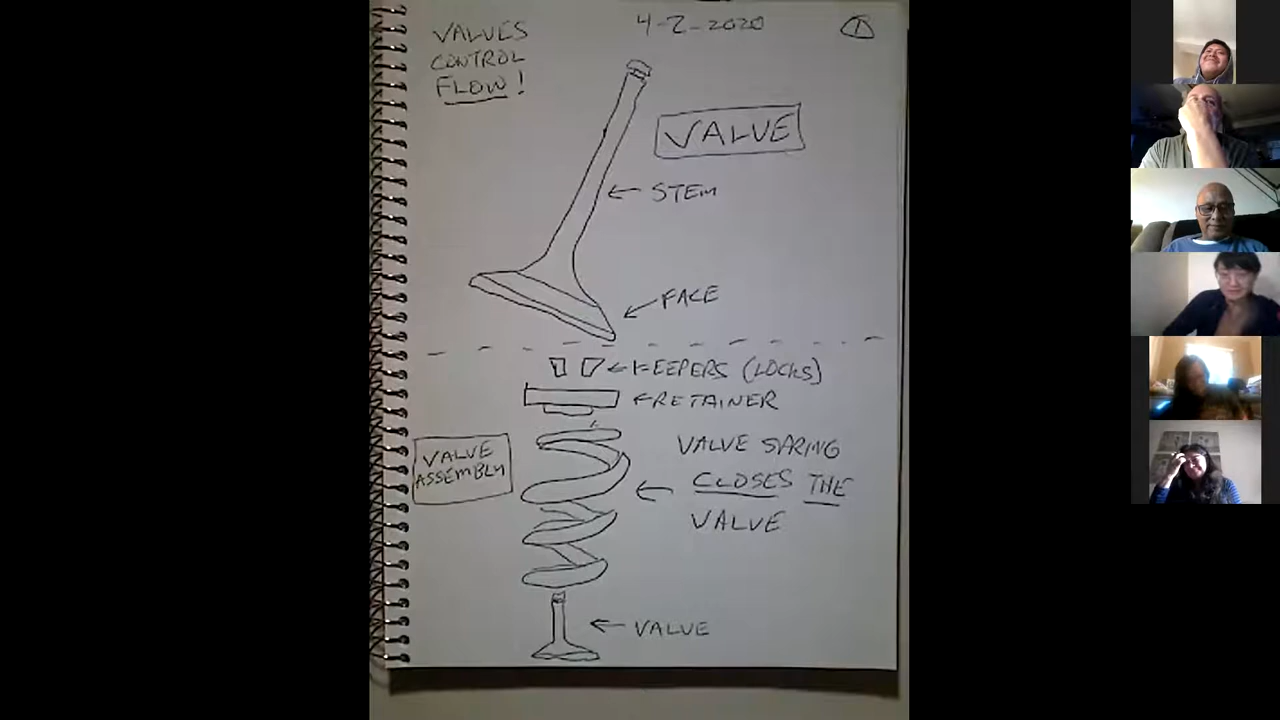 VALVES
CONTROL
FLOW!
4-2-2020
1
VALVE
← STEM
FACE
← KEEPERS (LOCKS)
← RETAINER
VALVE
ASSEMBLY
VALVE SPRING
← CLOSES THE
VALVE
← VALVE